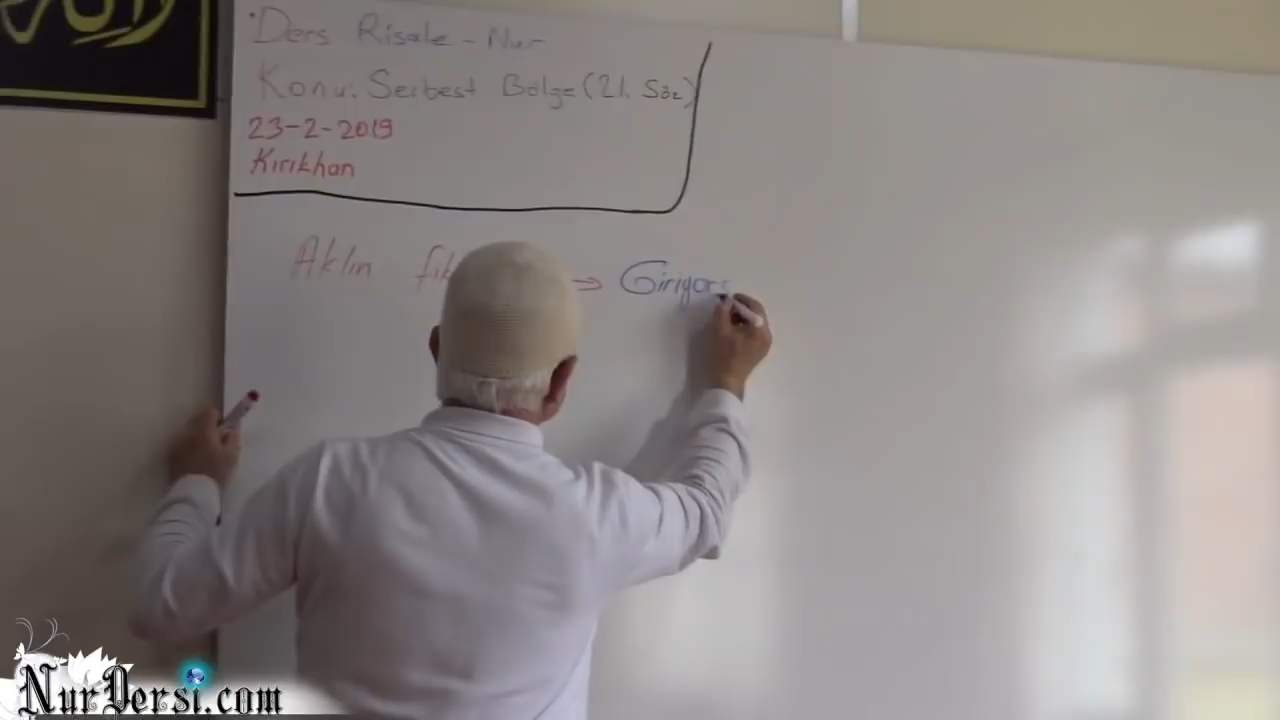 Ders Risale-Nur
Konu: Serbest Bölge (21. Söz)
23-2-2019
Kırıkhan
Aklın → Giriyor
NurDersi.com